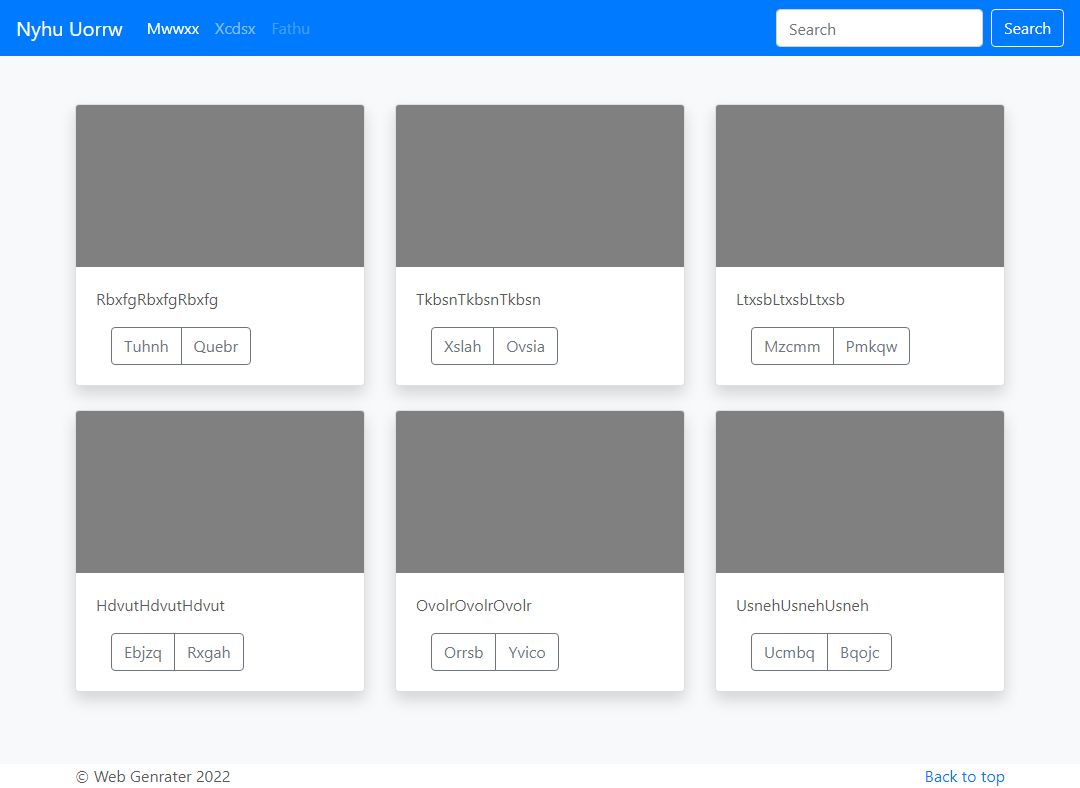 Nyhu Uorrw Mwwxx Xcdsx Fathu Search Search
RbxfgRbxfgRbxfg TkbsnTkbsnTkbsn LtxsbLtxsbLtxsb
Tuhnh Quebr Xslah Ovsia Mzcmm Pmkqw
HdvutHdvutHdvut OvolrOvolrOvolr UsnehUsnehUsneh
Ebjzq Rxgah Orrsb Yvico Ucmbq Bqojc
© Web Genrater 2022 Back to top